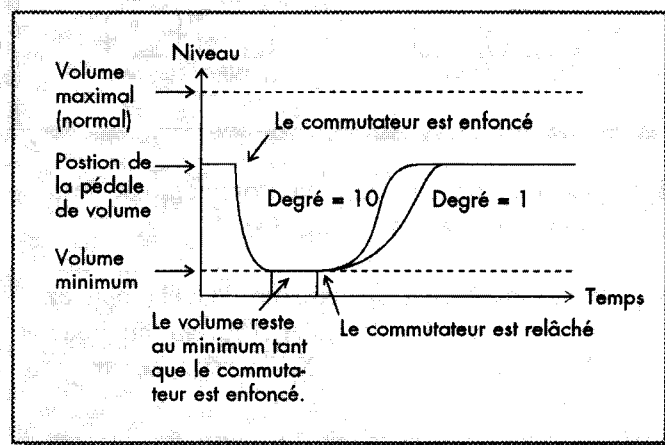 Niveau
Volume
maximal
(normal)
Le commutateur est enfoncé
Postion de
la pédale
de volume
Degré = 10
Degré = 1
Volume
minimum
Temps
Le volume reste
au minimum tant
que le commuta-
teur est enfoncé.
Le commutateur est relâché